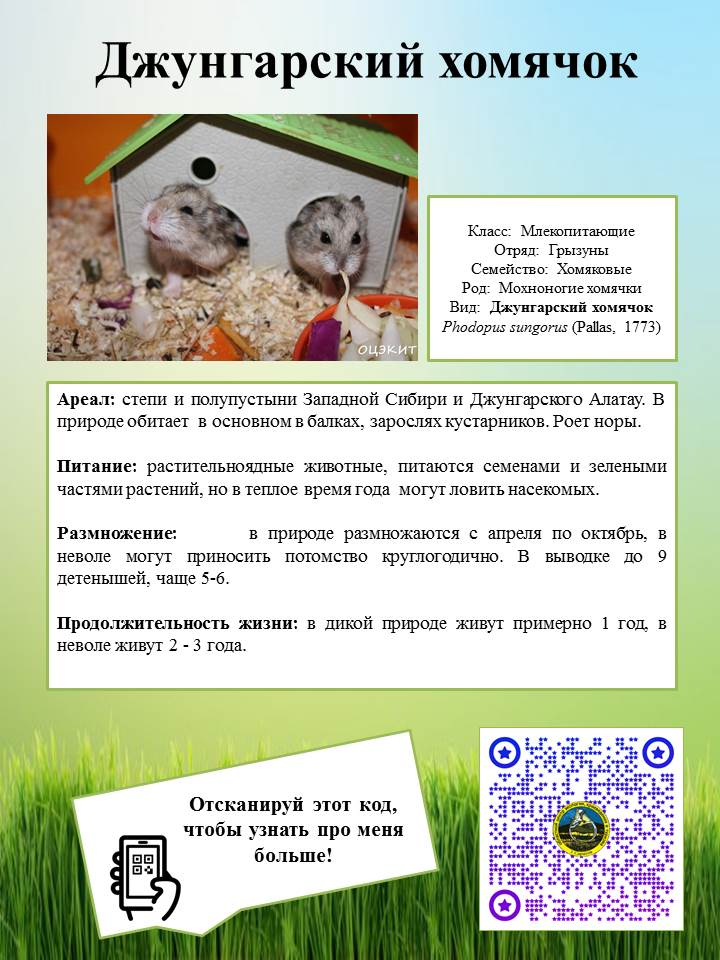 Джунгарский хомячок
ОЦЭКИТ
Класс: Млекопитающие
Отряд: Грызуны
Семейство: Хомяковые
Род: Мохноногие хомячки
Вид: Джунгарский хомячок
Phodopus sungorus (Pallas, 1773)
Ареал: степи и полупустыни Западной Сибири и Джунгарского Алатау. В
природе обитает в основном в балках, зарослях кустарников. Роет норы.
Питание: растительноядные животные, питаются семенами и зелеными
частями растений, но в теплое время года могут ловить насекомых.
Размножение: в природе размножаются с апреля по октябрь, в
неволе могут приносить потомство круглогодично. В выводке до 9
детенышей, чаще 5-6.
Продолжительность жизни: в дикой природе живут примерно 1 год, в
неволе живут 2 - 3 года.
Отсканируй этот код,
чтобы узнать про меня
больше!